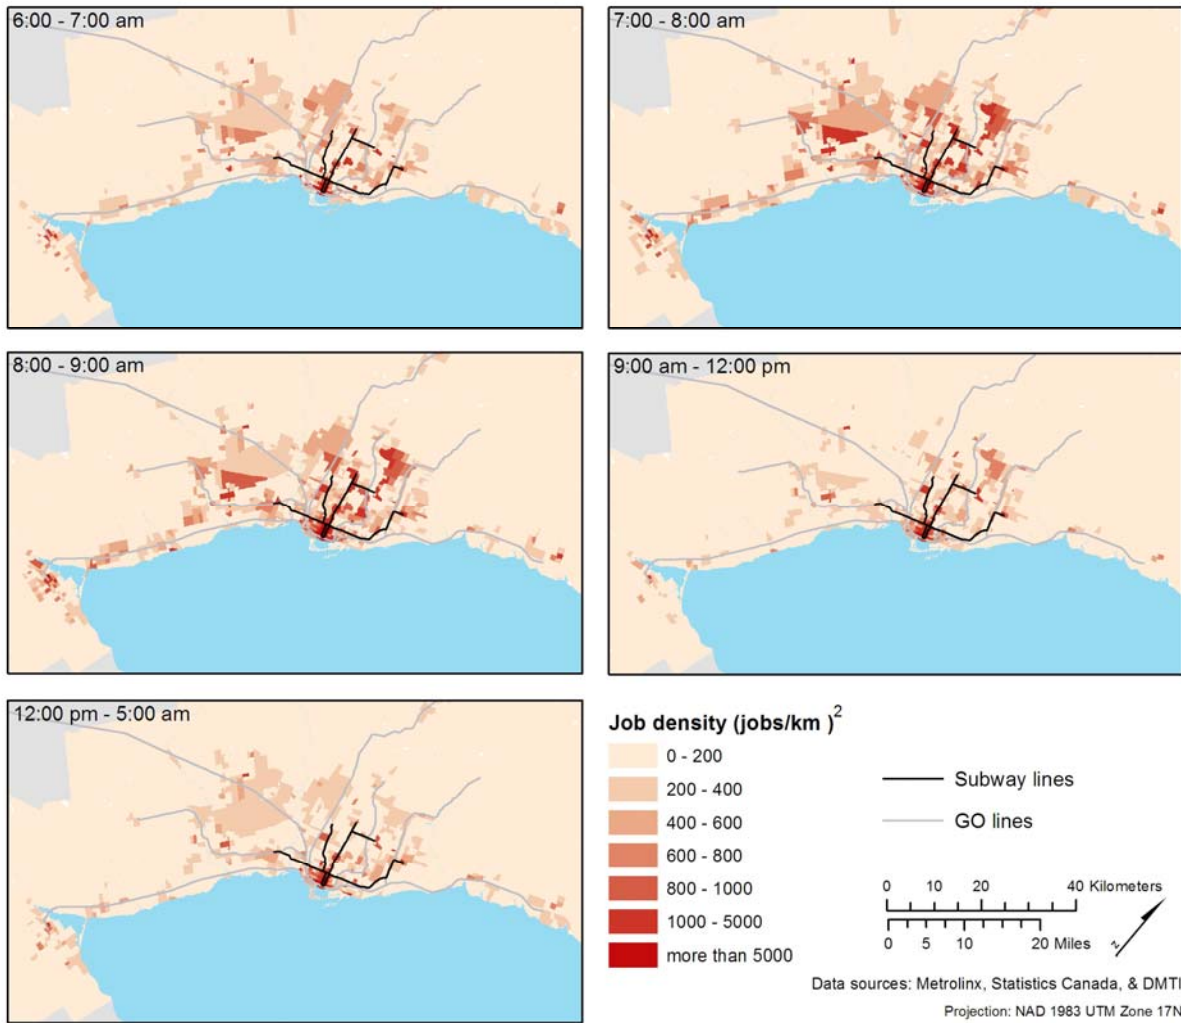 6:00 - 7:00 am
7:00 - 8:00 am
8:00 - 9:00 am
9:00 am - 12:00 pm
12:00 pm - 5:00 am
Job density (jobs/km )2
0 - 200
200 - 400
400 - 600
600 - 800
800 - 1000
1000 - 5000
more than 5000
Subway lines
GO lines
0 10 20 40 Kilometers
0 5 10 20 Miles
N
Data sources: Metrolinx, Statistics Canada, & DMTI
Projection: NAD 1983 UTM Zone 17N